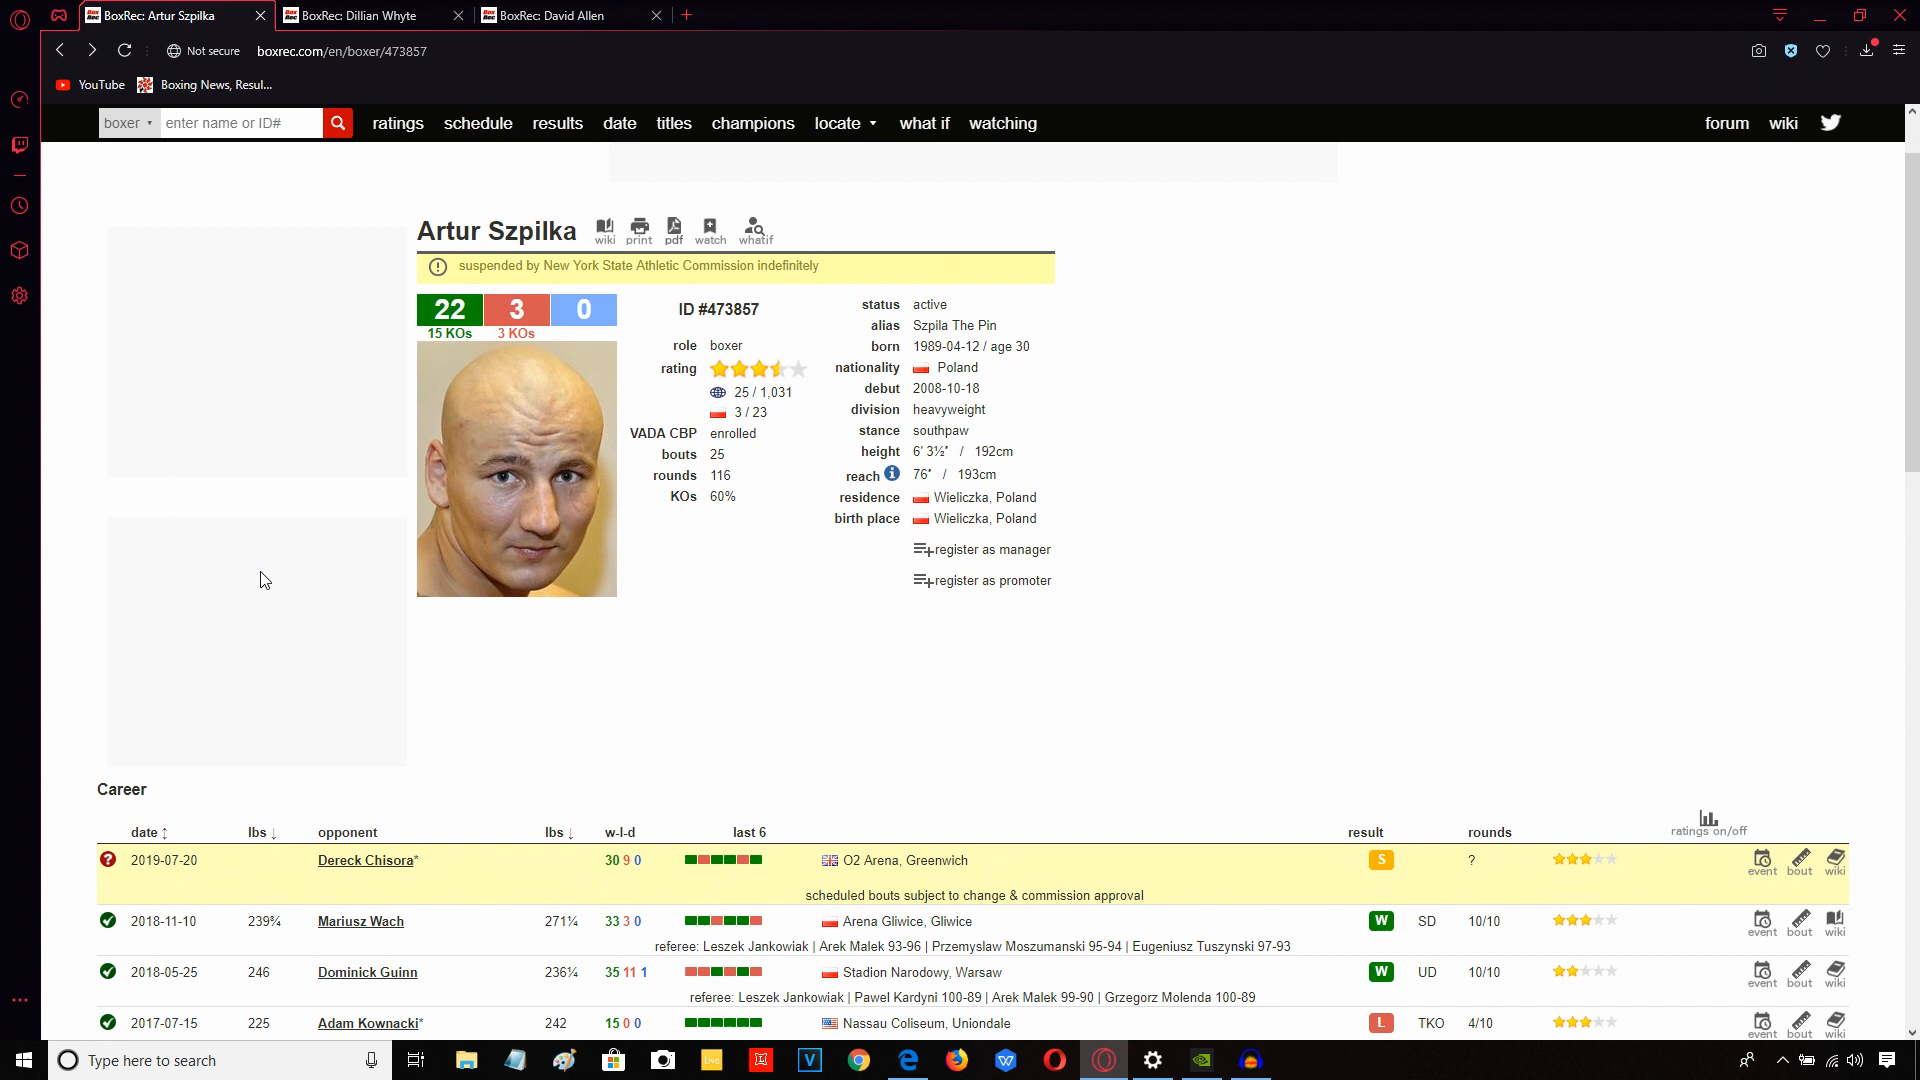 BoxRec: Artur Szpilka BoxRec: Dillian Whyte BoxRec: David Allen
Not secure boxrec.com/en/boxer/473857
YouTube Boxing News, Resul...
boxer enter name or ID# ratings schedule results date titles champions locate what if watching forum wiki
Artur Szpilka wiki print pdf watch whatif
suspended by New York State Athletic Commission indefinitely
22 3 0
15 KOs 3 KOs
ID #473857
role boxer
rating
25 / 1,031
3 / 23
VADA CBP enrolled
bouts 25
rounds 116
KOs 60%
status active
alias Szpila The Pin
born 1989-04-12 / age 30
nationality Poland
debut 2008-10-18
division heavyweight
stance southpaw
height 6′ 3½″ / 192cm
reach 76″ / 193cm
residence Wieliczka, Poland
birth place Wieliczka, Poland
register as manager
register as promoter
Career
ratings on/off
date lbs opponent lbs w-l-d last 6 result rounds
2019-07-20 Dereck Chisora* 30 9 0 O2 Arena, Greenwich S ? event bout wiki
scheduled bouts subject to change & commission approval
2018-11-10 239¾ Mariusz Wach 271¼ 33 3 0 Arena Gliwice, Gliwice W SD 10/10 event bout wiki
referee: Leszek Jankowiak | Arek Malek 93-96 | Przemyslaw Moszumanski 95-94 | Eugeniusz Tuszynski 97-93
2018-05-25 246 Dominick Guinn 236¼ 35 11 1 Stadion Narodowy, Warsaw W UD 10/10 event bout wiki
referee: Leszek Jankowiak | Pawel Kardyni 100-89 | Arek Malek 99-90 | Grzegorz Molenda 100-89
2017-07-15 225 Adam Kownacki* 242 15 0 0 Nassau Coliseum, Uniondale L TKO 4/10 event bout wiki
Type here to search